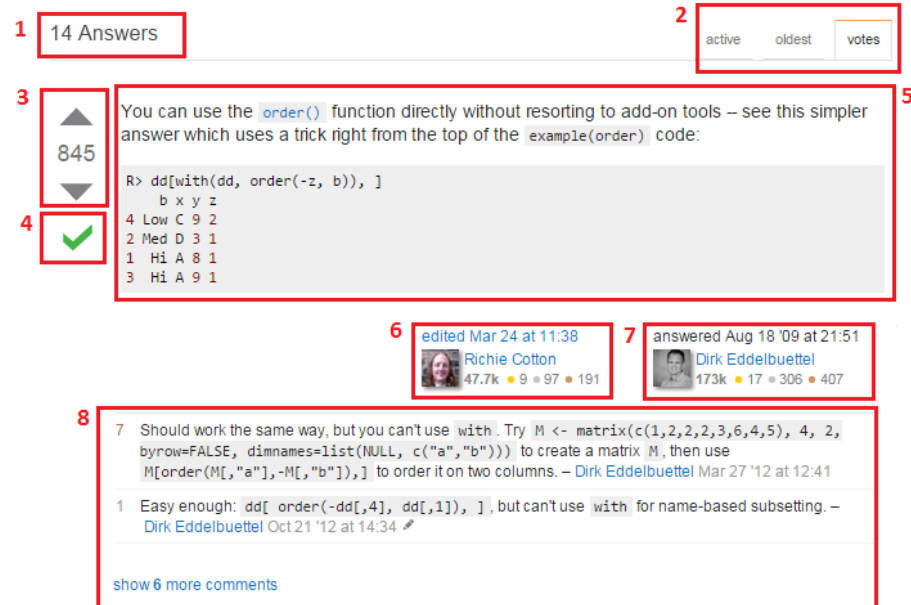 1 14 Answers 2 active oldest votes
3 5
You can use the order() function directly without resorting to add-on tools -- see this simpler
answer which uses a trick right from the top of the example(order) code:
845
R> dd[with(dd, order(-z, b)), ]
    b x y z
4 Low C 9 2
4
2 Med D 3 1
1  Hi A 8 1
3  Hi A 9 1
6 edited Mar 24 at 11:38 7 answered Aug 18 '09 at 21:51
Richie Cotton Dirk Eddelbuettel
47.7k ● 9 ● 97 ● 191 173k ● 17 ● 306 ● 407
8
7 Should work the same way, but you can't use with. Try M <- matrix(c(1,2,2,2,3,6,4,5), 4, 2,
byrow=FALSE, dimnames=list(NULL, c("a","b"))) to create a matrix M, then use
M[order(M[,"a"],-M[,"b"]),] to order it on two columns. – Dirk Eddelbuettel Mar 27 '12 at 12:41
1 Easy enough: dd[ order(-dd[,4], dd[,1]), ], but can't use with for name-based subsetting. –
Dirk Eddelbuettel Oct 21 '12 at 14:34
show 6 more comments